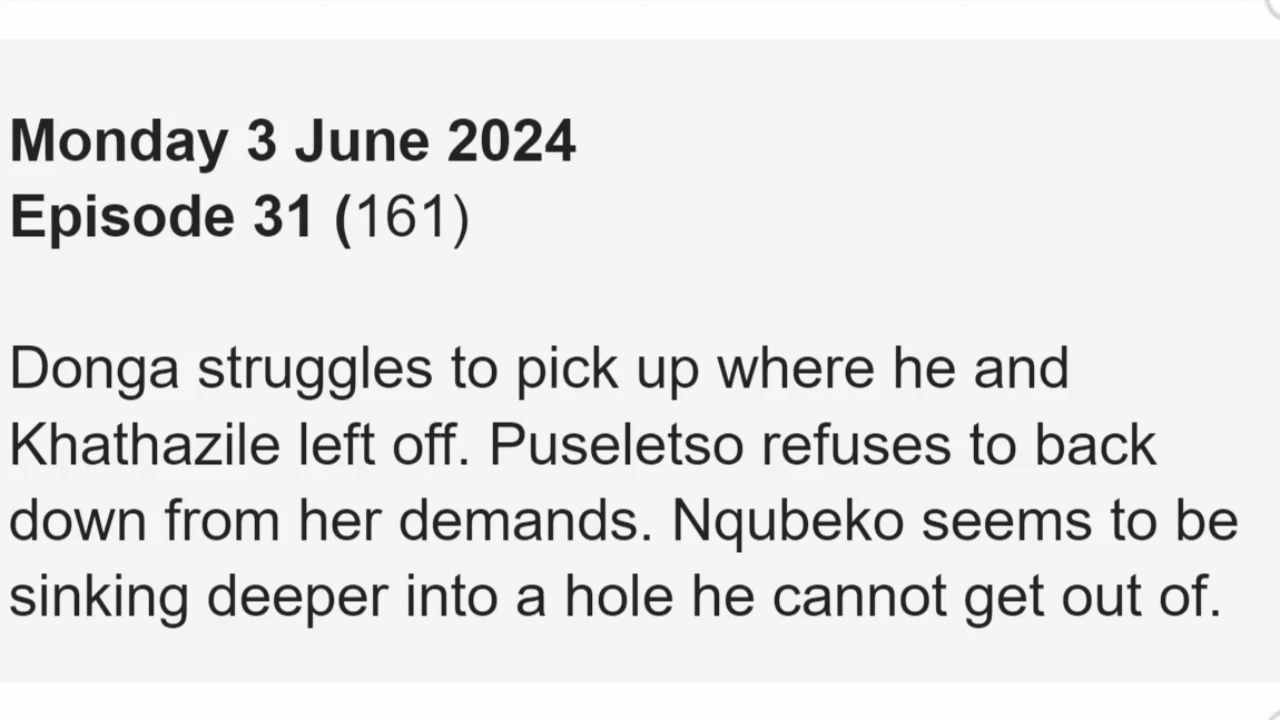 Monday 3 June 2024
Episode 31 (161)
Donga struggles to pick up where he and
Khathazile left off. Puseletso refuses to back
down from her demands. Nqubeko seems to be
sinking deeper into a hole he cannot get out of.